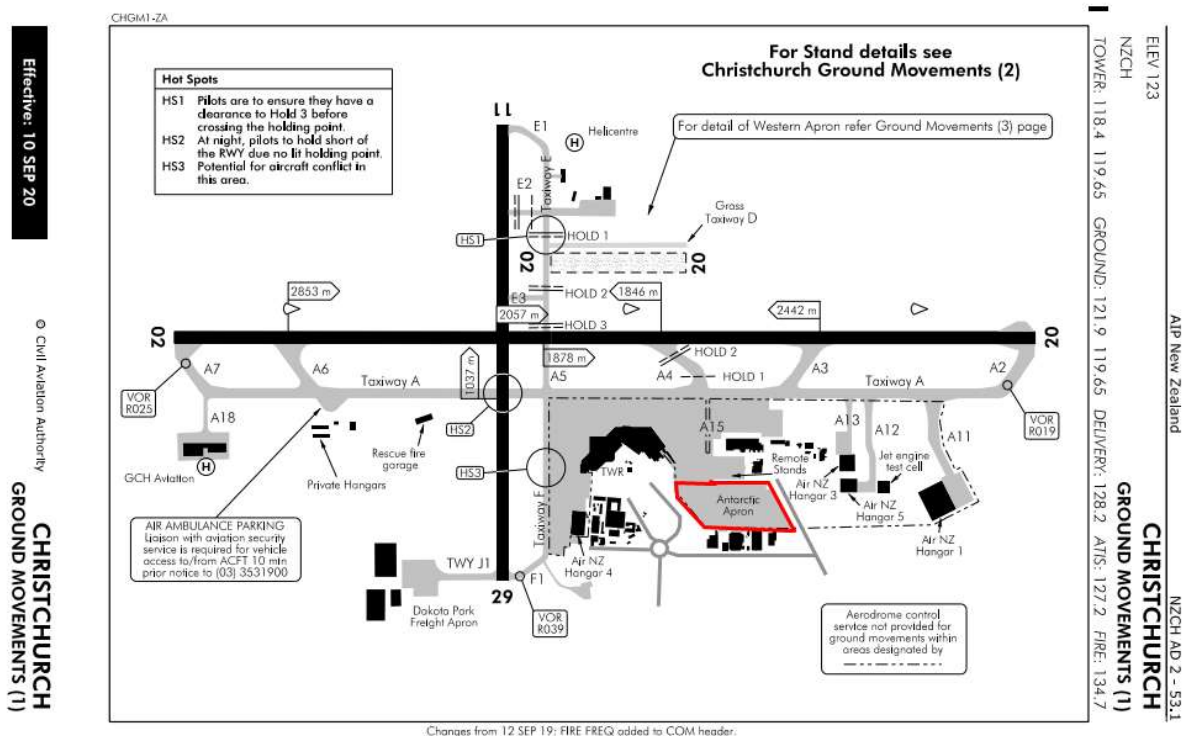 CHGM1-ZA
Effective: 10 SEP 20
© Civil Aviation Authority
CHRISTCHURCH
GROUND MOVEMENTS (1)
ELEV 123
NZCH
TOWER: 118.4 119.65 GROUND: 121.9 119.65 DELIVERY: 128.2 ATIS: 127.2 FIRE: 134.7
AIP New Zealand
CHRISTCHURCH
GROUND MOVEMENTS (1)
NZCH AD 2 - 53.1
For Stand details see
Christchurch Ground Movements (2)
Hot Spots
HS1 Pilots are to ensure they have a
clearance to Hold 3 before
crossing the holding point.
HS2 At night, pilots to hold short of
the RWY due no lit holding point.
HS3 Potential for aircraft conflict in
this area.
For detail of Western Apron refer Ground Movements (3) page
11
E1
H
Helicentre
Taxiway E
E2
Grass
Taxiway D
HS1
HOLD 1
20
20
2853 m
E3
HOLD 2
1846 m
2057 m
HOLD 3
2442 m
02
20
1878 m
HOLD 2
1037 m
A7
A6
Taxiway A
A5
A4
HOLD 1
A3
Taxiway A
A2
VOR
R025
VOR
R019
A18
HS2
A15
A13
A12
A11
GCH Aviation
H
Private Hangars
Rescue fire
garage
HS3
TWR
Remote
Stands
Air NZ
Hangar 3
Jet engine
test cell
Antarctic
Apron
Air NZ
Hangar 5
Air NZ
Hangar 1
Taxiway F
AIR AMBULANCE PARKING
Liaison with aviation security
service is required for vehicle
access to/from ACFT 10 min
prior notice to (03) 3531900
Air NZ
Hangar 4
TWY J1
F1
29
VOR
R039
Dakota Park
Freight Apron
Aerodrome control
service not provided for
ground movements within
areas designated by
Changes from 12 SEP 19: FIRE FREQ added to COM header.